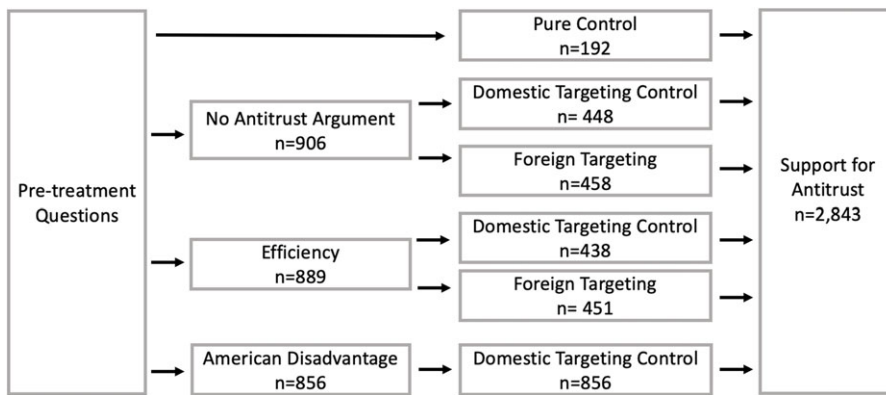 Pre-treatment
Questions
Pure Control
n=192
No Antitrust Argument
n=906
Domestic Targeting Control
n= 448
Foreign Targeting
n=458
Efficiency
n=889
Domestic Targeting Control
n=438
Foreign Targeting
n= 451
American Disadvantage
n=856
Domestic Targeting Control
n=856
Support for
Antitrust
n=2,843